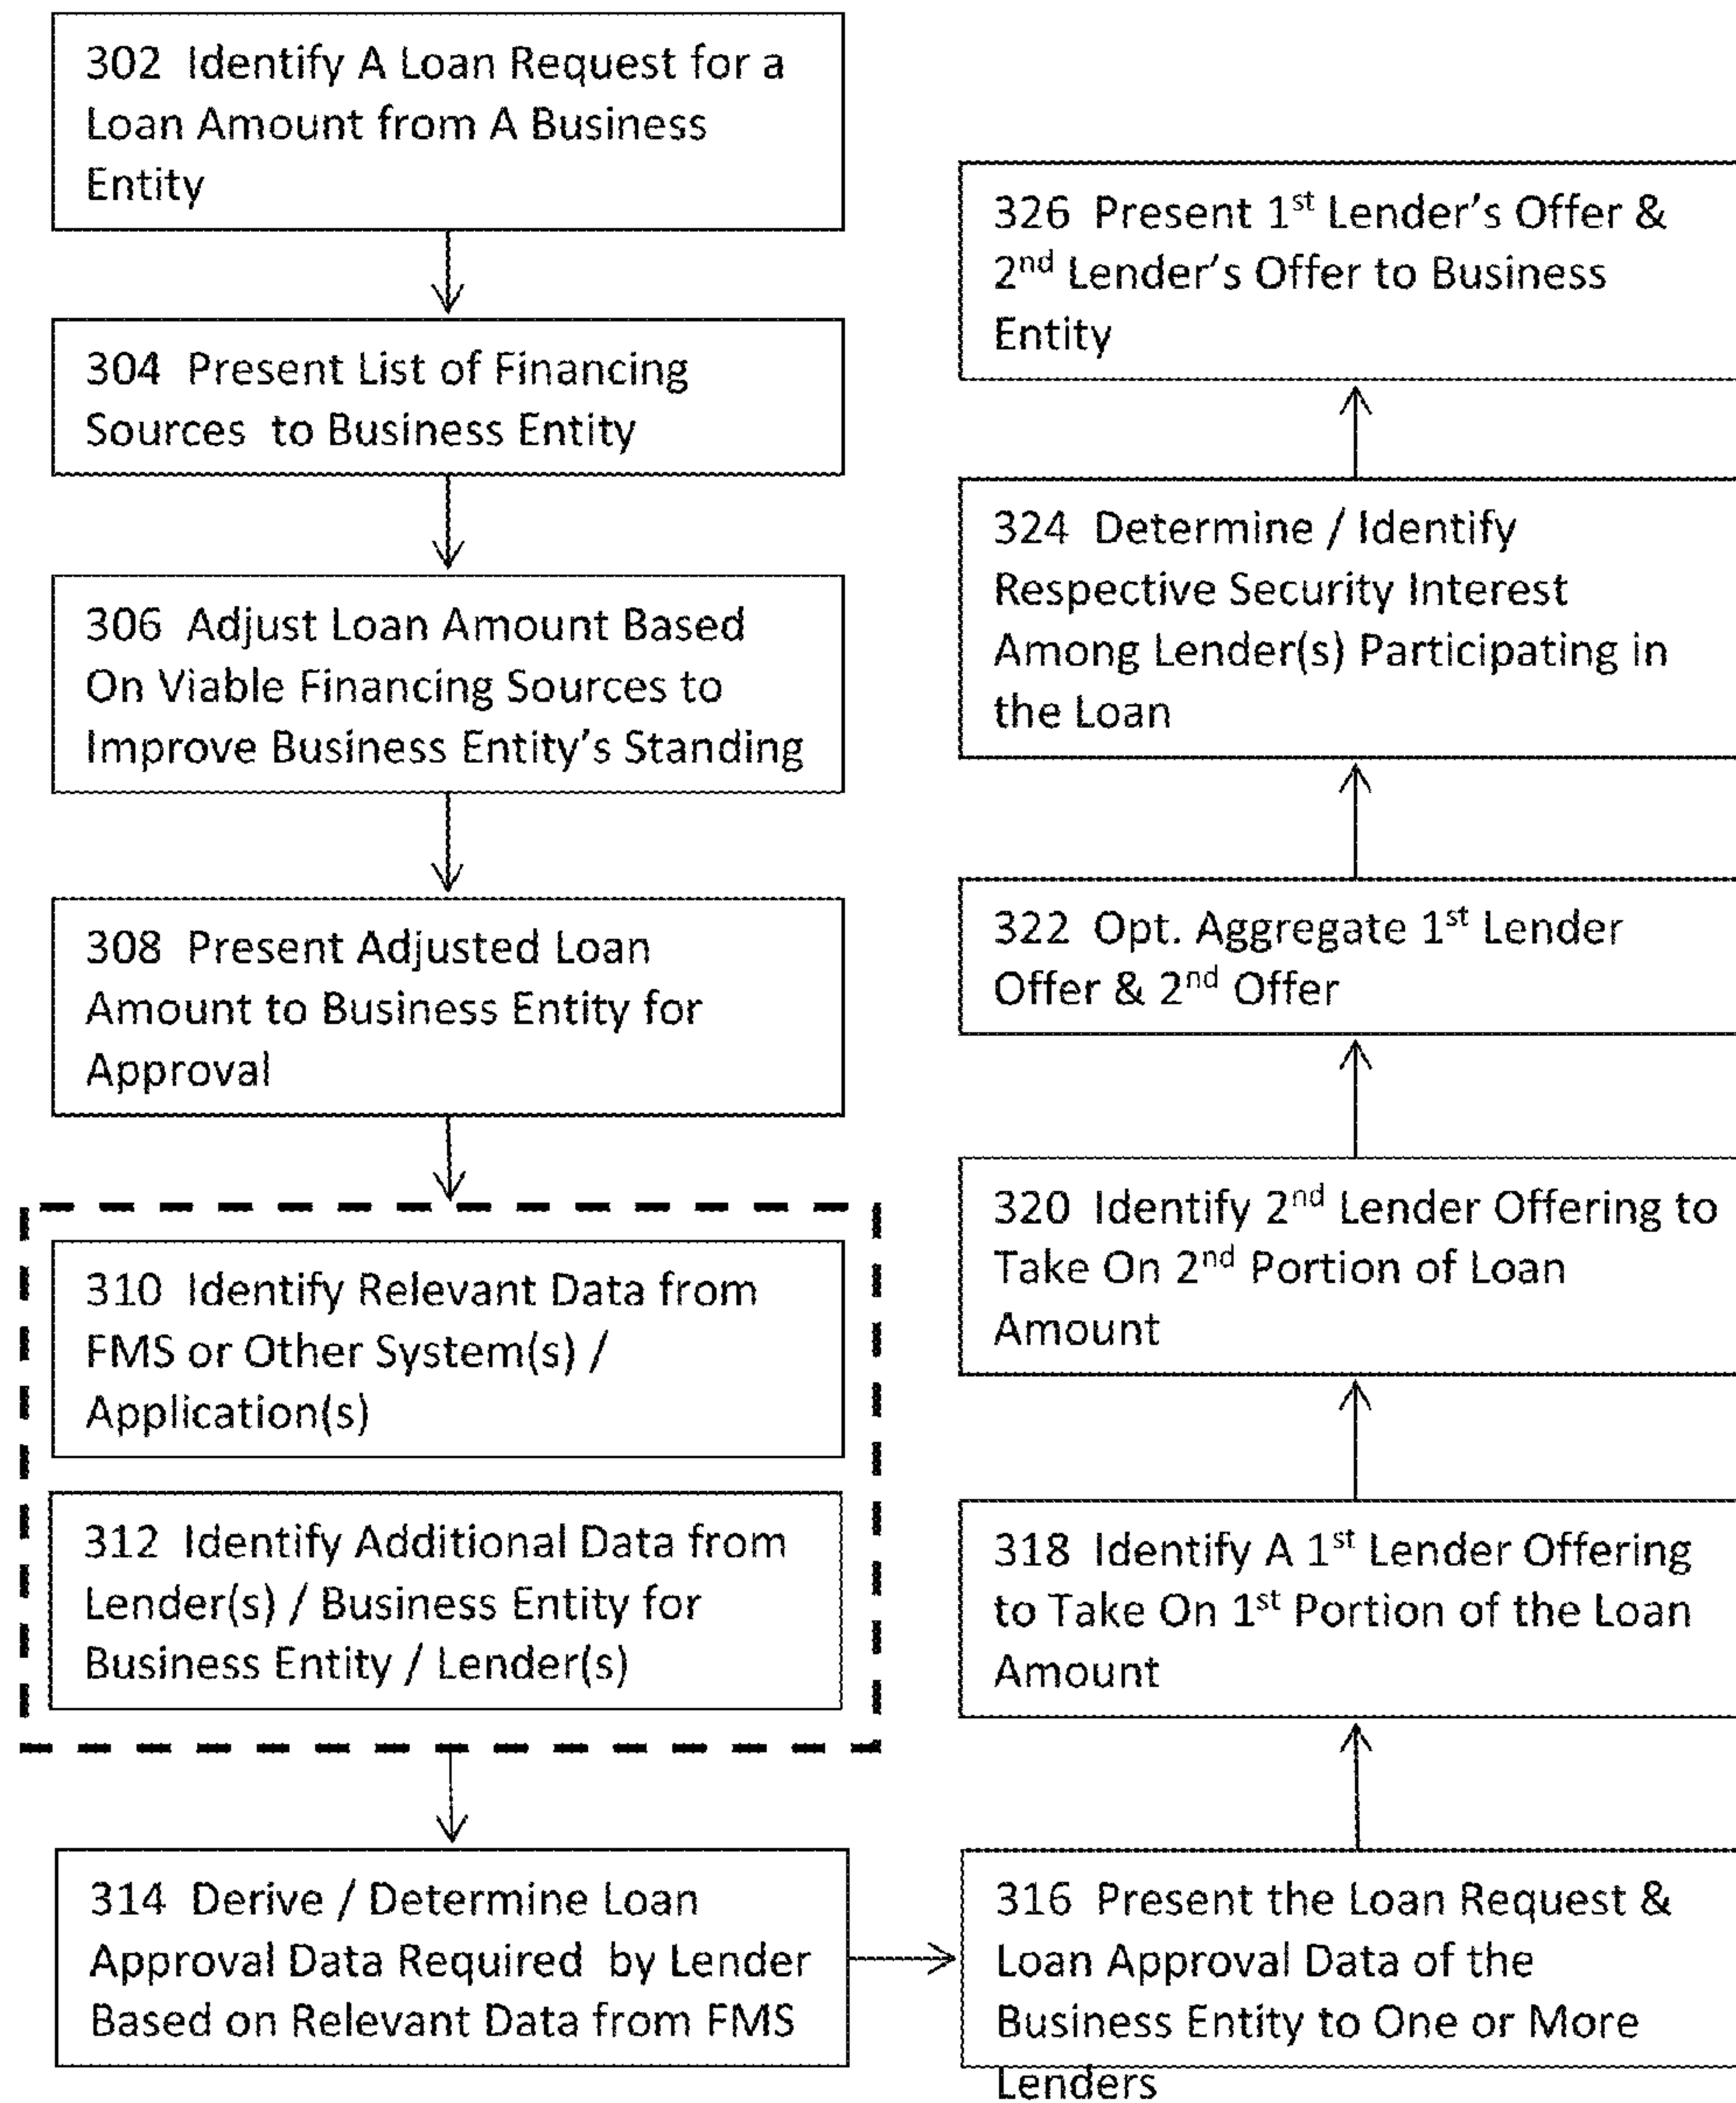 302 Identify A Loan Request for a
Loan Amount from A Business
Entity
304 Present List of Financing
Sources to Business Entity
306 Adjust Loan Amount Based
On Viable Financing Sources to
Improve Business Entity's Standing
308 Present Adjusted Loan
Amount to Business Entity for
Approval
310 Identify Relevant Data from
FMS or Other System(s) /
Application(s)
312 Identify Additional Data from
Lender(s) / Business Entity for
Business Entity / Lender(s)
314 Derive / Determine Loan
Approval Data Required by Lender
Based on Relevant Data from FMS
316 Present the Loan Request &
Loan Approval Data of the
Business Entity to One or More
Lenders
318 Identify A 1st Lender Offering
to Take On 1st Portion of the Loan
Amount
320 Identify 2nd Lender Offering to
Take On 2nd Portion of Loan
Amount
322 Opt. Aggregate 1st Lender
Offer & 2nd Offer
324 Determine / Identify
Respective Security Interest
Among Lender(s) Participating in
the Loan
326 Present 1st Lender's Offer &
2nd Lender's Offer to Business
Entity